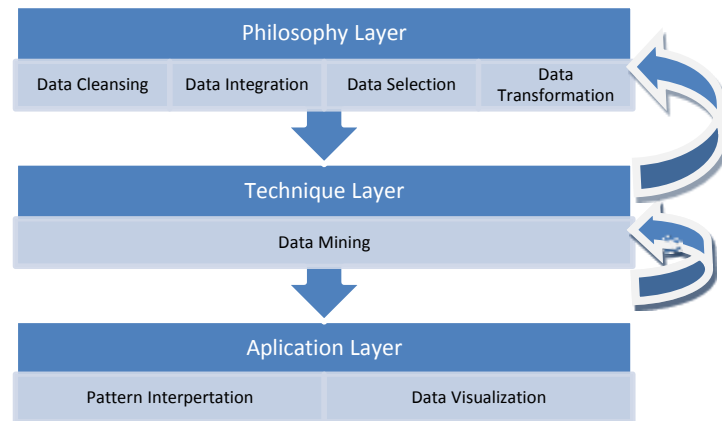 Philosophy Layer
Data Cleansing
Data Integration
Data Selection
Data
Transformation
Technique Layer
Data Mining
Aplication Layer
Pattern Interpertation
Data Visualization